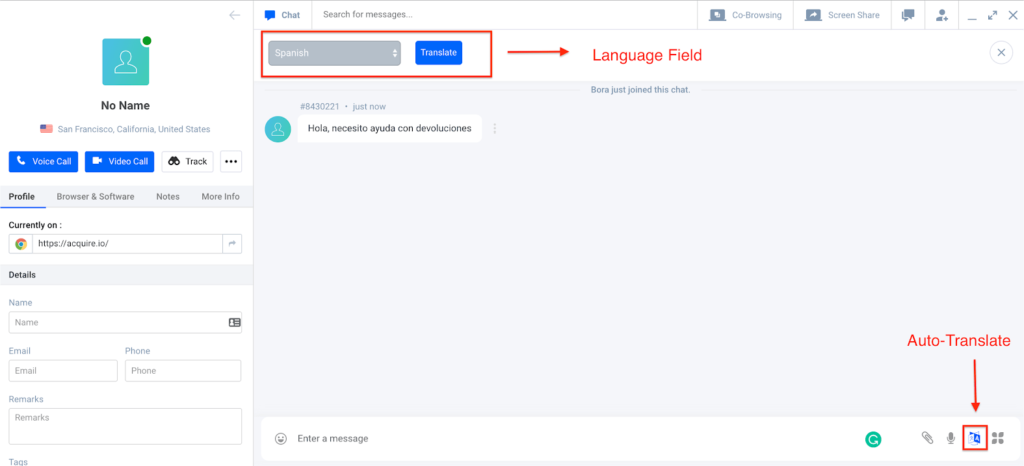 Chat
Search for messages...
Co-Browsing
Screen Share
Spanish
Translate
Language Field
No Name
San Francisco, California, United States
Voice Call
Video Call
Track
Profile
Browser & Software
Notes
More Info
Currently on :
https://acquire.io/
Details
Name
Name
Email
Phone
Email
Phone
Remarks
Remarks
Tags
Bora just joined this chat.
#8430221 • just now
Hola, necesito ayuda con devoluciones
Auto-Translate
Enter a message